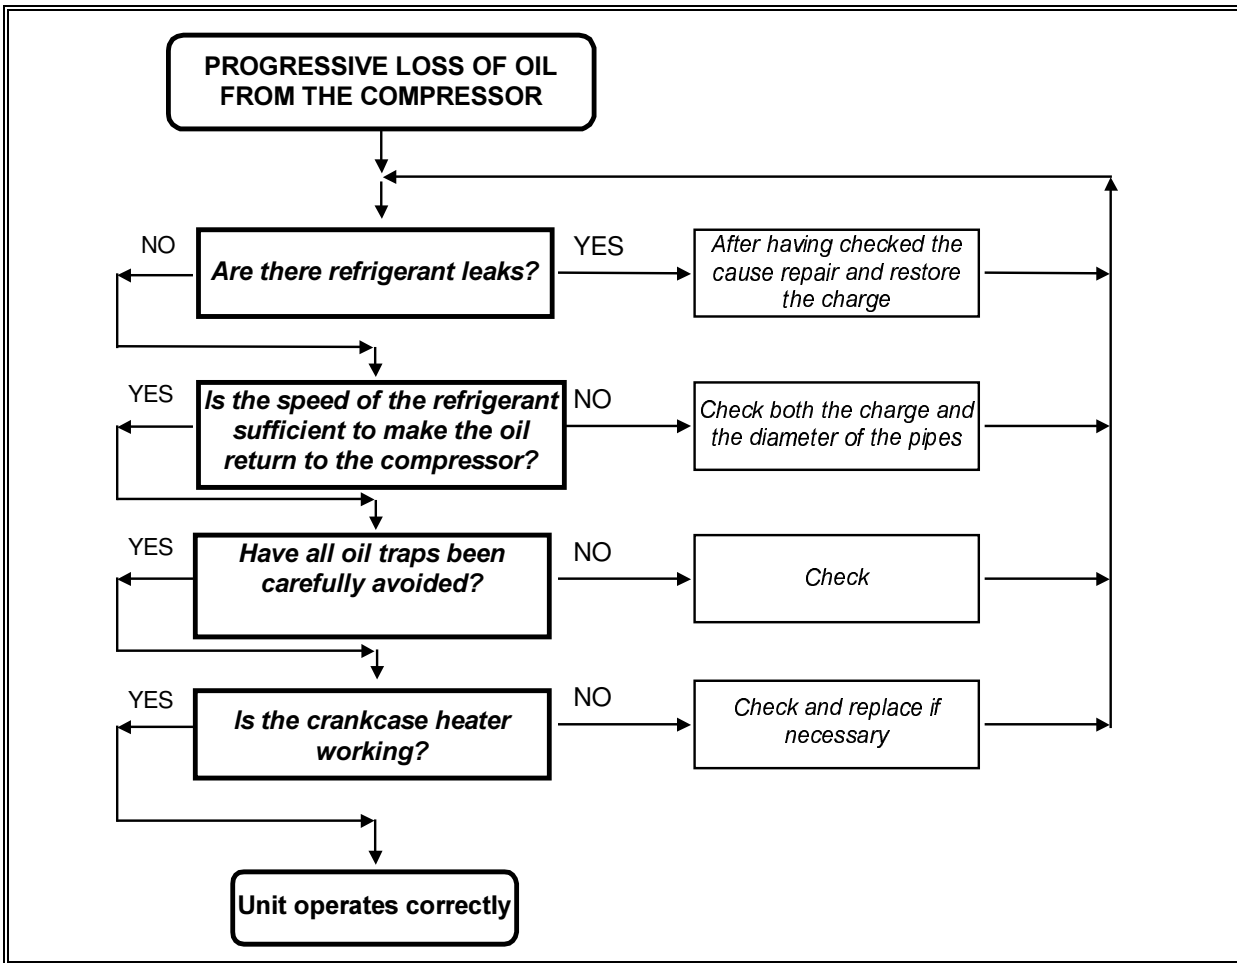 PROGRESSIVE LOSS OF OIL
FROM THE COMPRESSOR
NO
Are there refrigerant leaks?
YES
After having checked the
cause repair and restore
the charge
YES
Is the speed of the refrigerant
sufficient to make the oil
return to the compressor?
NO
Check both the charge and
the diameter of the pipes
YES
Have all oil traps been
carefully avoided?
NO
Check
YES
Is the crankcase heater
working?
NO
Check and replace if
necessary
Unit operates correctly